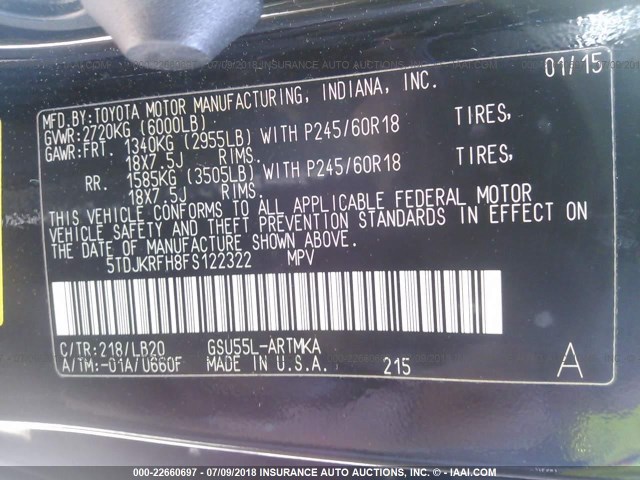 MFD.BY:TOYOTA MOTOR MANUFACTURING, INDIANA, INC. 01/15
GVWR:2720KG (6000LB)
GAWR:FRT. 1340KG (2955LB) WITH P245/60R18 TIRES,
18X7.5J RIMS.
RR. 1585KG (3505LB) WITH P245/60R18 TIRES,
18X7.5J RIMS.
THIS VEHICLE CONFORMS TO ALL APPLICABLE FEDERAL MOTOR
VEHICLE SAFETY AND THEFT PREVENTION STANDARDS IN EFFECT ON
THE DATE OF MANUFACTURE SHOWN ABOVE.
5TDJKRFH8FS122322 MPV
C/TR:218/LB20 GSU55L-ARTMKA
A/TM:-01A/U660F MADE IN U.S.A. 215 A
000-22660697 - 07/09/2018 INSURANCE AUTO AUCTIONS, INC. - © - IAAI.COM